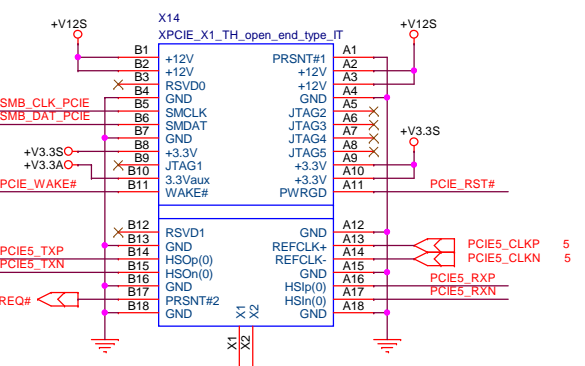 X14
XPCIE_X1_TH_open_end_type_IT
+V12S
+V12S
B1 +12V PRSNT#1 A1
B2 +12V +12V A2
B3 RSVD0 +12V A3
B4 GND GND A4
SMB_CLK_PCIE B5 SMCLK JTAG2 A5
SMB_DAT_PCIE B6 SMDAT JTAG3 A6
B7 GND JTAG4 A7
+V3.3S
+V3.3S B8 +3.3V JTAG5 A8
+V3.3A B9 JTAG1 +3.3V A9
B10 3.3Vaux +3.3V A10
PCIE_WAKE# B11 WAKE# PWRGD A11 PCIE_RST#
B12 RSVD1 GND A12
B13 GND REFCLK+ A13 PCIE5_CLKP 5
PCIE5_TXP B14 HSOp(0) REFCLK- A14 PCIE5_CLKN 5
PCIE5_TXN B15 HSOn(0) GND A15
B16 GND HSIp(0) A16 PCIE5_RXP
REQ# B17 PRSNT#2 HSIn(0) A17 PCIE5_RXN
B18 GND GND A18
X1 X2
X1 X2